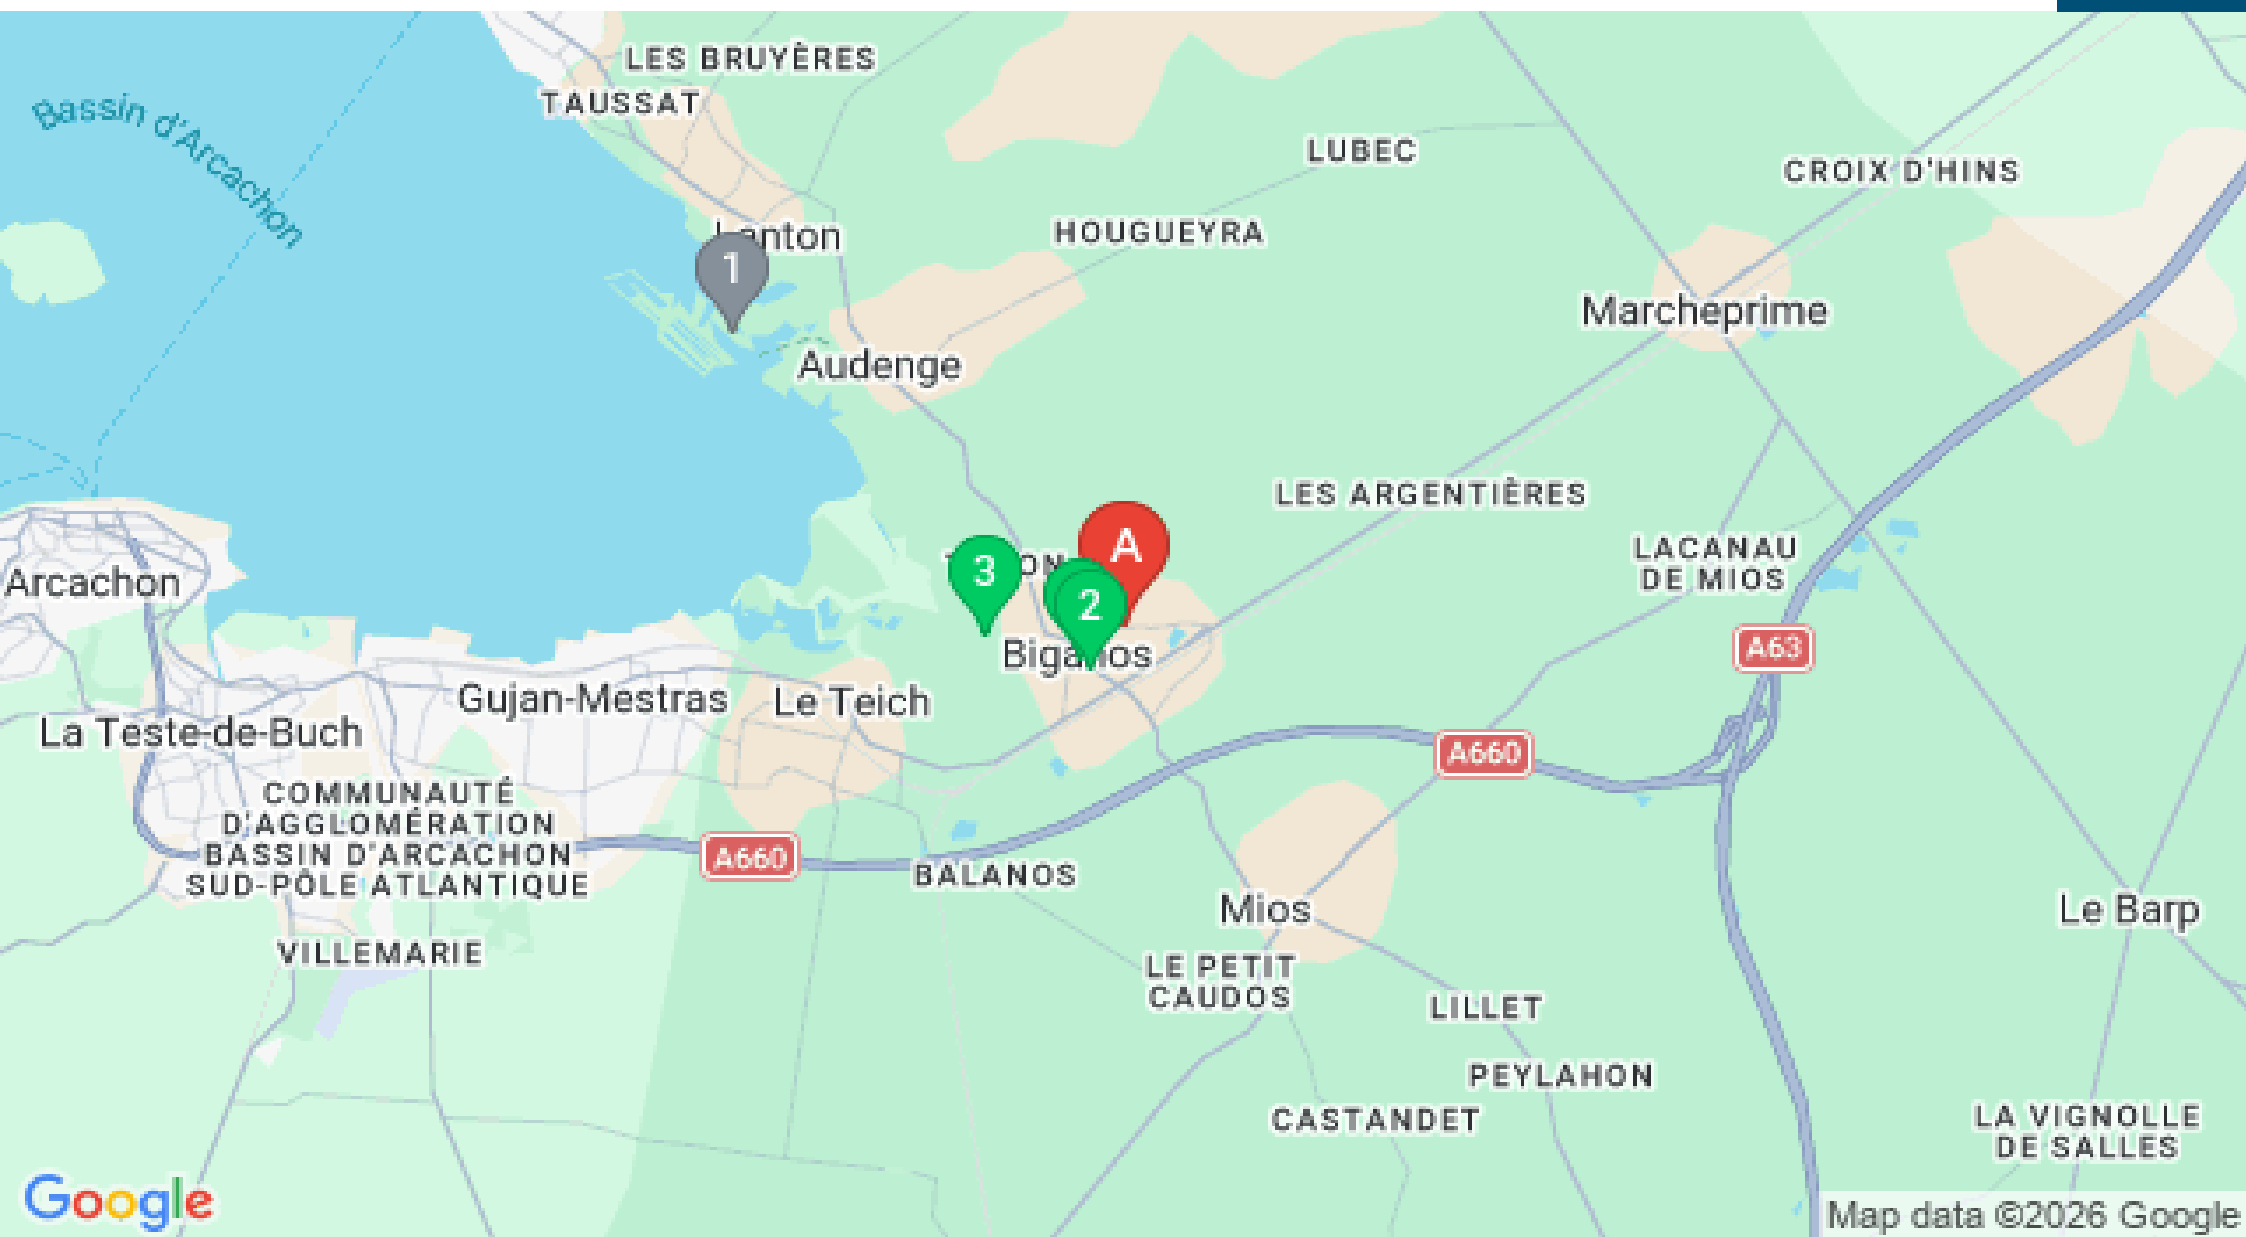 LES BRUYÈRES
TAUSSAT
Bassin d'Arcachon
LUBEC
CROIX D'HINS
HOUGUEYRA
Lanton
1
Marcheprime
Audenge
LES ARGENTIÈRES
A
3
2
LACANAU
DE MIOS
Arcachon
Biganos
A63
Gujan-Mestras
Le Teich
La Teste-de-Buch
A660
COMMUNAUTÉ
D'AGGLOMÉRATION
BASSIN D'ARCACHON
SUD-PÔLE ATLANTIQUE
A660
BALANOS
Mios
Le Barp
VILLEMARIE
LE PETIT
CAUDOS
LILLET
PEYLAHON
CASTANDET
LA VIGNOLLE
DE SALLES
Google
Map data ©2026 Google